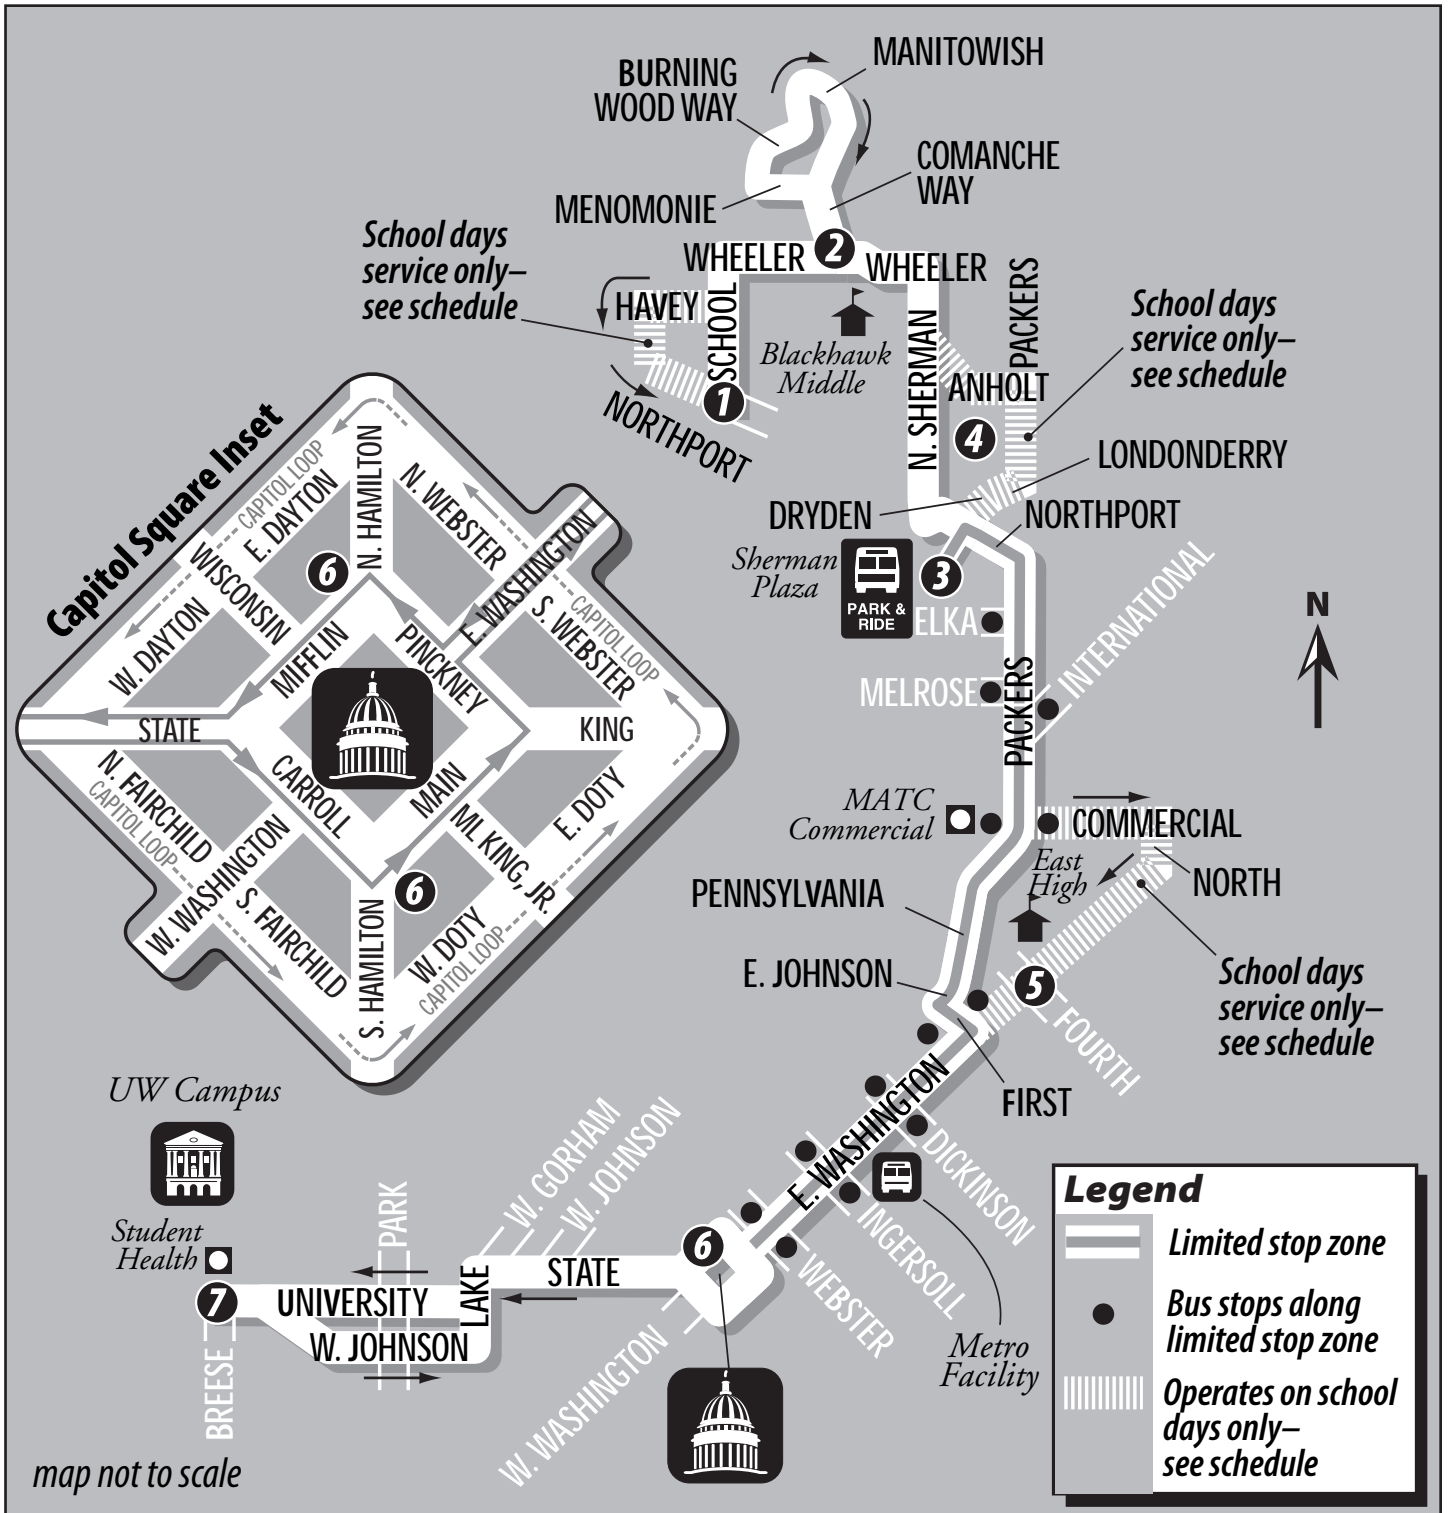 MANITOWISH
BURNING
WOOD WAY
COMANCHE
WAY
MENOMONIE
School days
service only–
see schedule
WHEELER
2
WHEELER
HAVEY
SCHOOL
PACKERS
School days
service only–
see schedule
Blackhawk
Middle
N. SHERMAN
ANHOLT
1
NORTHPORT
4
LONDONDERRY
DRYDEN
NORTHPORT
Sherman
Plaza
PARK &
RIDE
3
ELKA
INTERNATIONAL
MELROSE
PACKERS
N
MATC
Commercial
COMMERCIAL
East
High
NORTH
PENNSYLVANIA
E. JOHNSON
5
School days
service only–
see schedule
FOURTH
FIRST
E. WASHINGTON
DICKINSON
INGERSOLL
WEBSTER
Metro
Facility
Capitol Square Inset
CAPITOL LOOP
E. DAYTON
N. HAMILTON
N. WEBSTER
E. WASHINGTON
WISCONSIN
6
W. DAYTON
MIFFLIN
PINCKNEY
S. WEBSTER
CAPITOL LOOP
STATE
KING
N. FAIRCHILD
CARROLL
MAIN
E. DOTY
CAPITOL LOOP
ML KING, JR.
W. WASHINGTON
6
S. FAIRCHILD
S. HAMILTON
W. DOTY
CAPITOL LOOP
UW Campus
Student
Health
PARK
W. GORHAM
W. JOHNSON
6
STATE
LAKE
7
UNIVERSITY
W. JOHNSON
BREESE
W. WASHINGTON
map not to scale
Legend
Limited stop zone
Bus stops along
limited stop zone
Operates on school
days only–
see schedule